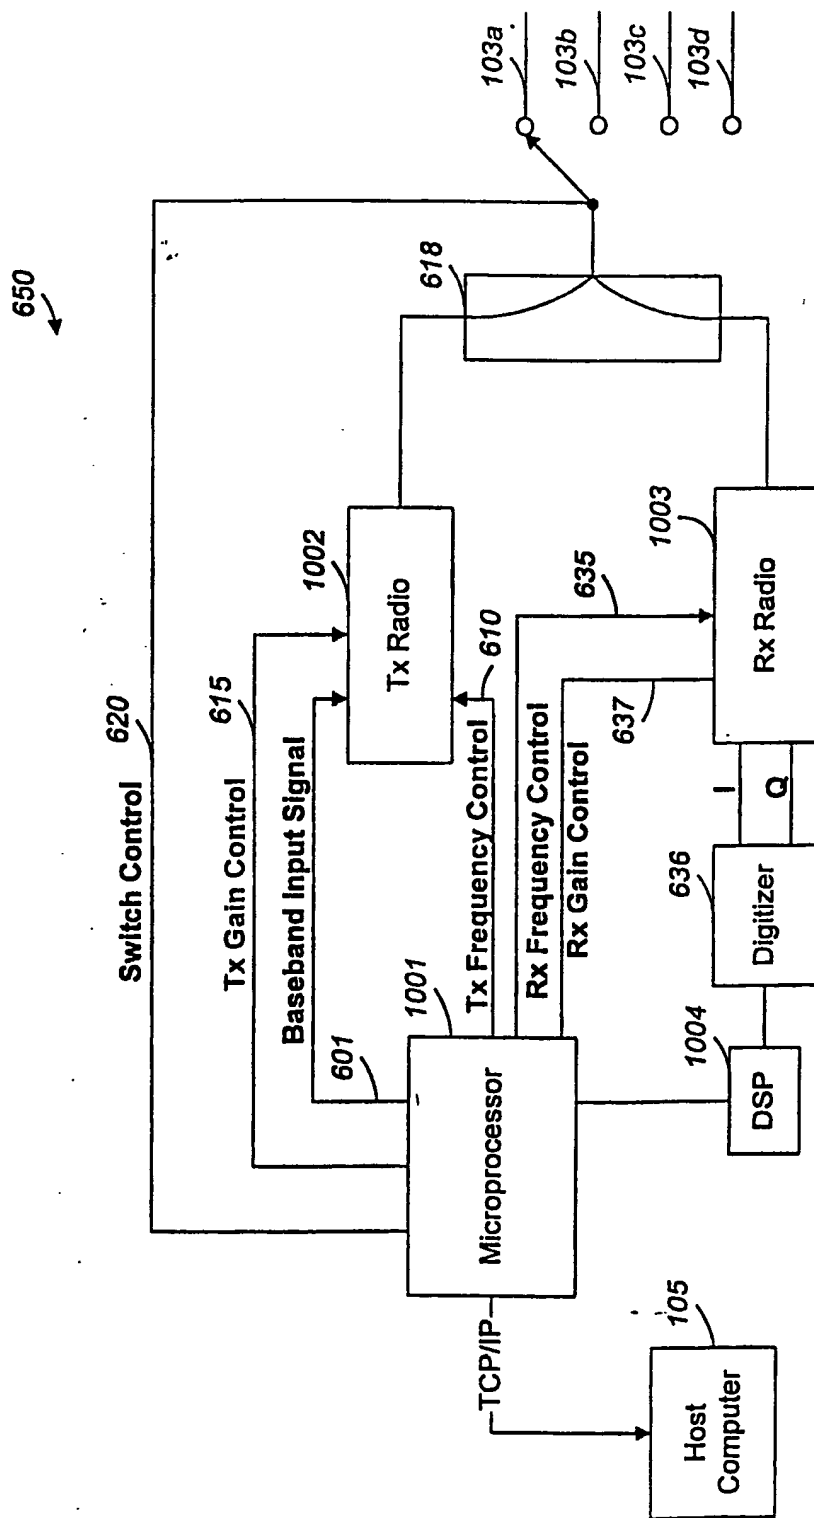 650
620
Switch Control
615
Tx Gain Control
Baseband Input Signal
601
1001
Microprocessor
TCP/IP
105
Host
Computer
1002
Tx Radio
610
Tx Frequency Control
Rx Frequency Control
Rx Gain Control
635
637
618
1003
Rx Radio
I
Q
636
Digitizer
1004
DSP
103a
103b
103c
103d